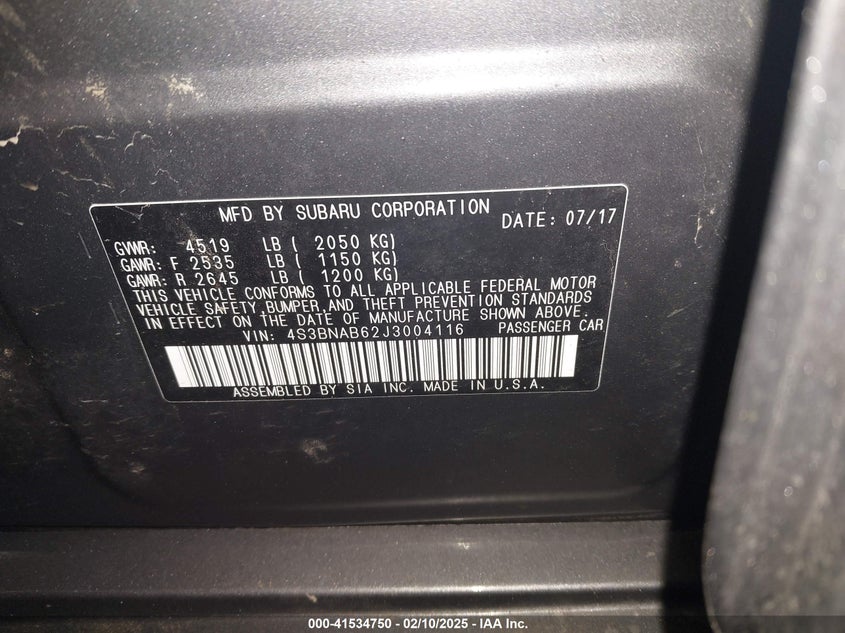 MFD BY SUBARU CORPORATION DATE: 07/17
GVWR: 4519 LB ( 2050 KG)
GAWR: F 2535 LB ( 1150 KG)
GAWR: R 2645 LB ( 1200 KG)
THIS VEHICLE CONFORMS TO ALL APPLICABLE FEDERAL MOTOR
VEHICLE SAFETY,BUMPER,AND THEFT PREVENTION STANDARDS
IN EFFECT ON THE DATE OF MANUFACTURE SHOWN ABOVE.
VIN: 4S3BNAB62J3004116 PASSENGER CAR
ASSEMBLED BY SIA INC. MADE IN U.S.A.
000-41534750 — 02/10/2025 — IAA Inc.